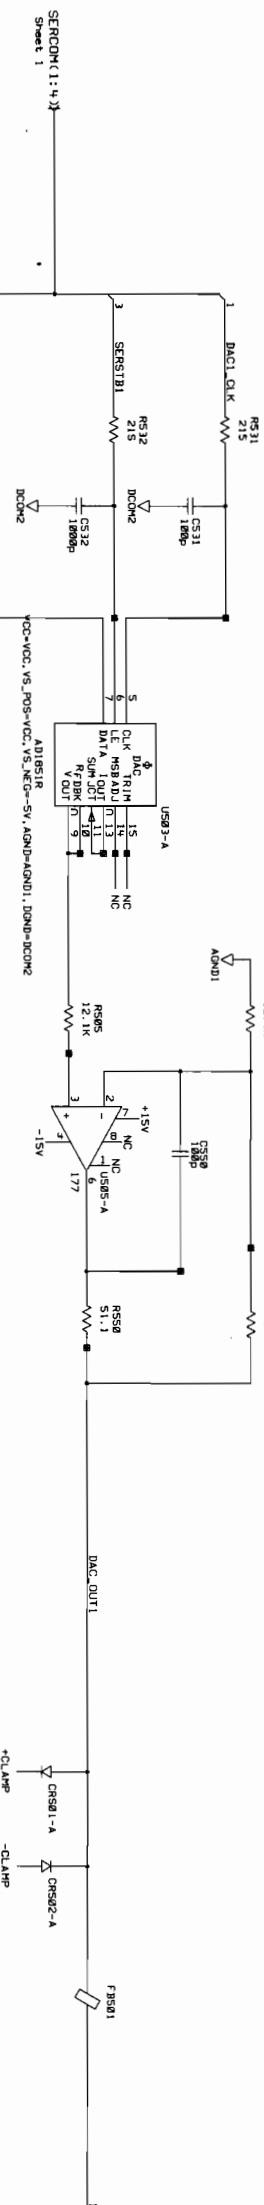 SERCOM(1:4)
Sheet 1
1
DAC1_CLK
R531
215
C531
100p
DCOM2
3
SERSTB1
R532
215
C532
1000p
DCOM2
5
6
7
CLK
LE
DATA
DAC
TRIM
MSBADJ
IOUT
SUMJCT
RFDBK
VOUT
15
14
13
11
10
9
NC
NC
U503-A
AD1851R
VCC=VCC, VS_POS=VCC, VS_NEG=-5V, AGND=AGND1, DGND=DCOM2
AGND1
R505
12.1K
C550
100p
2
3
-
+
7
+15V
8
NC
1
NC
6
4
-15V
U505-A
177
R550
51.1
DAC_OUT1
CR501-A
+CLAMP
CR502-A
-CLAMP
FB501